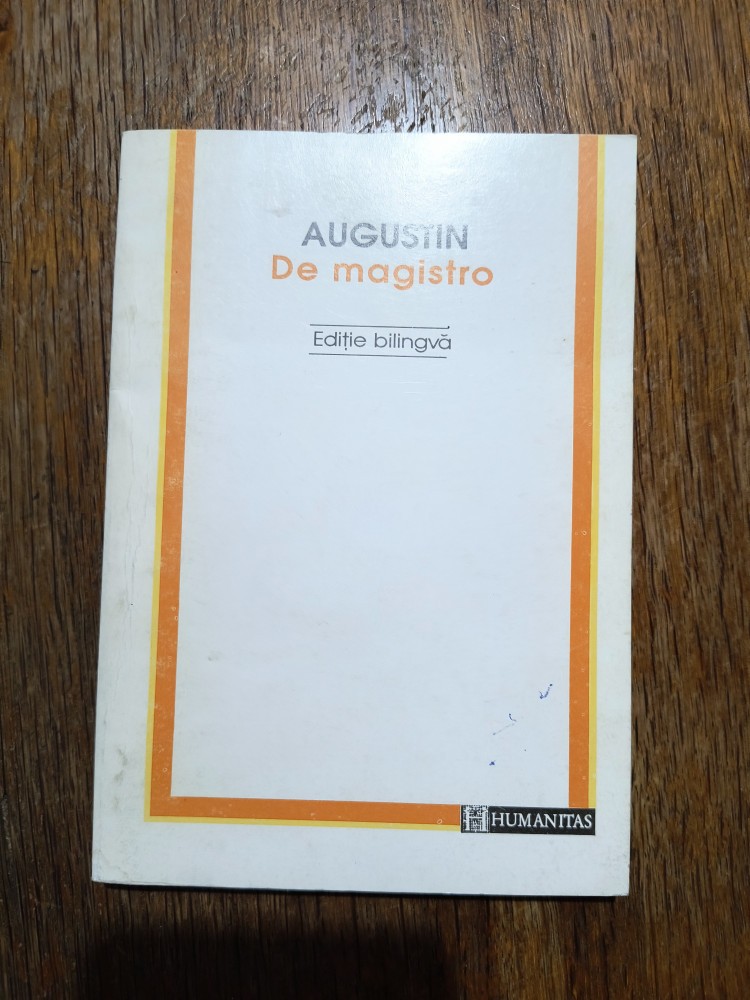 AUGUSTIN
De magistro
Ediție bilingvă
HUMANITAS